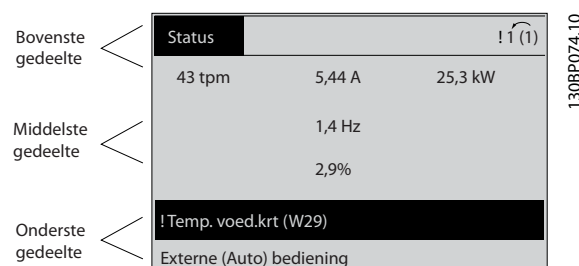 Bovenste
gedeelte
Status
!1(1)
43 tpm 5,44 A 25,3 kW
1,4 Hz
Middelste
gedeelte
2,9%
!Temp. voed.krt (W29)
Onderste
gedeelte
Externe (Auto) bediening
130BP074.10